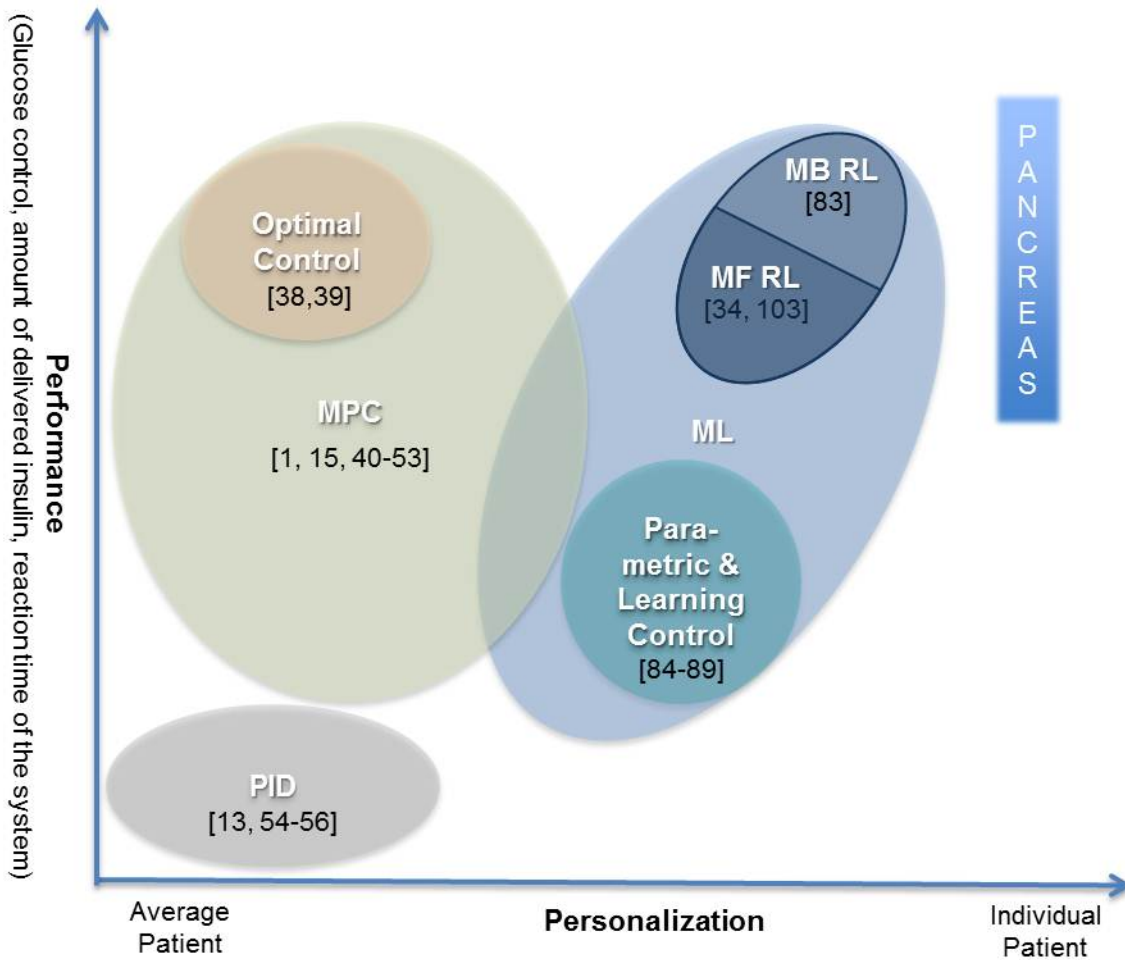 Performance
(Glucose control, amount of delivered insulin, reaction time of the system)
Optimal
Control
[38,39]
MPC
[1, 15, 40-53]
PID
[13, 54-56]
MB RL
[83]
MF RL
[34, 103]
ML
Para-
metric &
Learning
Control
[84-89]
P
A
N
C
R
E
A
S
Average
Patient
Personalization
Individual
Patient